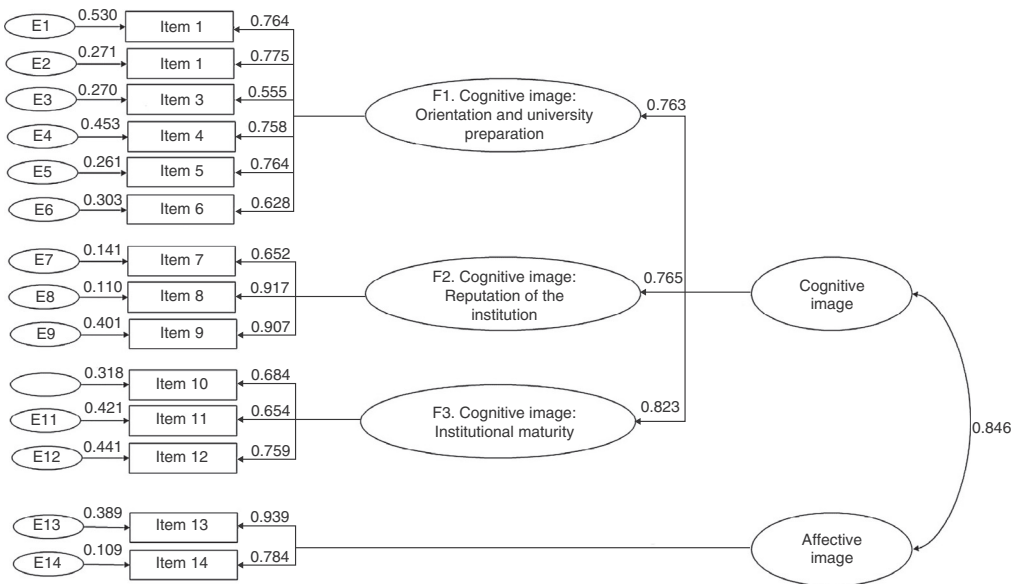 E1 0.530 Item 1 0.764
E2 0.271 Item 1 0.775
E3 0.270 Item 3 0.555
E4 0.453 Item 4 0.758
E5 0.261 Item 5 0.764
E6 0.303 Item 6 0.628
F1. Cognitive image:
Orientation and university
preparation
0.763
E7 0.141 Item 7 0.652
E8 0.110 Item 8 0.917
E9 0.401 Item 9 0.907
F2. Cognitive image:
Reputation of the
institution
0.765
Cognitive
image
0.318 Item 10 0.684
E11 0.421 Item 11 0.654
E12 0.441 Item 12 0.759
F3. Cognitive image:
Institutional maturity
0.823
0.846
E13 0.389 Item 13 0.939
E14 0.109 Item 14 0.784
Affective
image